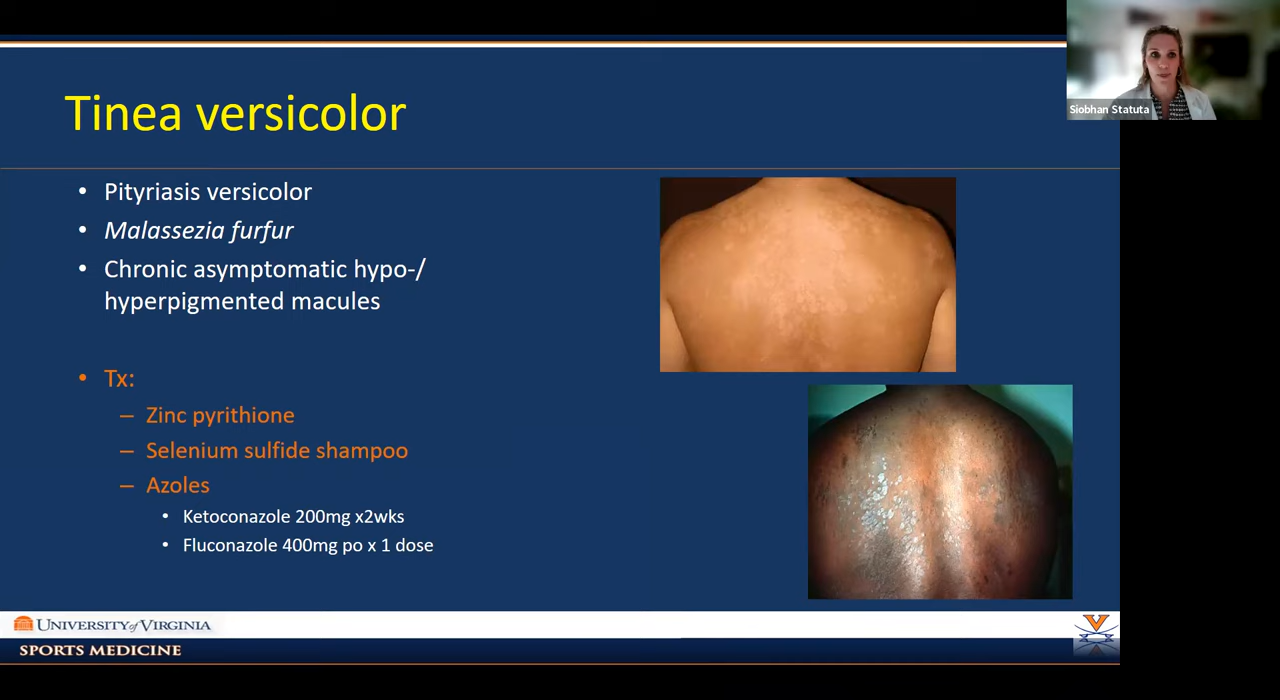 Siobhan Statuta
Tinea versicolor
• Pityriasis versicolor
• Malassezia furfur
• Chronic asymptomatic hypo-/
hyperpigmented macules
• Tx:
– Zinc pyrithione
– Selenium sulfide shampoo
– Azoles
• Ketoconazole 200mg x2wks
• Fluconazole 400mg po x 1 dose
UNIVERSITY of VIRGINIA
SPORTS MEDICINE